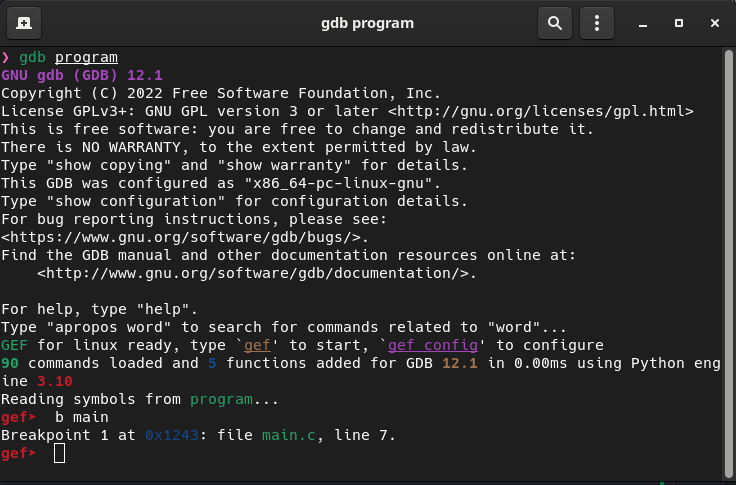 gdb program
❯ gdb program
GNU gdb (GDB) 12.1
Copyright (C) 2022 Free Software Foundation, Inc.
License GPLv3+: GNU GPL version 3 or later <http://gnu.org/licenses/gpl.html>
This is free software: you are free to change and redistribute it.
There is NO WARRANTY, to the extent permitted by law.
Type "show copying" and "show warranty" for details.
This GDB was configured as "x86_64-pc-linux-gnu".
Type "show configuration" for configuration details.
For bug reporting instructions, please see:
<https://www.gnu.org/software/gdb/bugs/>.
Find the GDB manual and other documentation resources online at:
    <http://www.gnu.org/software/gdb/documentation/>.

For help, type "help".
Type "apropos word" to search for commands related to "word"...
GEF for linux ready, type `gef' to start, `gef config' to configure
90 commands loaded and 5 functions added for GDB 12.1 in 0.00ms using Python eng
ine 3.10
Reading symbols from program...
gef➤  b main
Breakpoint 1 at 0x1243: file main.c, line 7.
gef➤